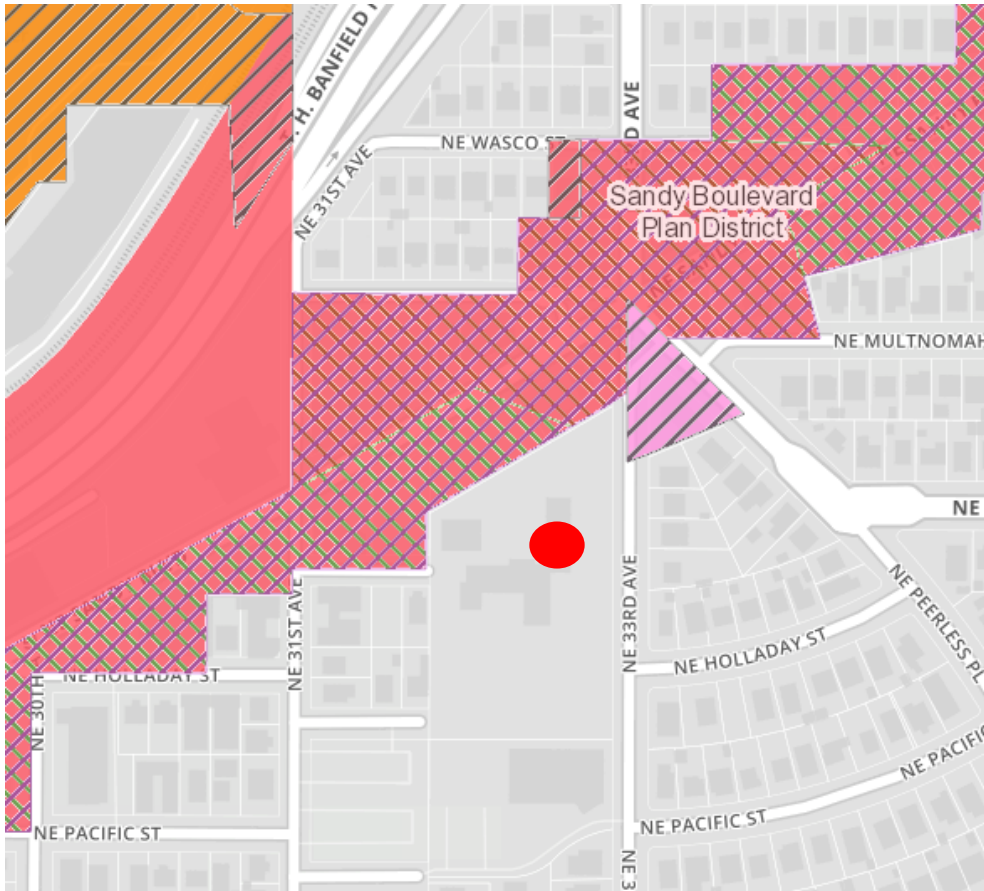 . H. BANFIELD
NE WASCO ST
D AVE
NE 31ST AVE
Sandy Boulevard
Plan District
NE MULTNOMAH
NE
NE 33RD AVE
NE PEERLESS PL
NE HOLLADAY ST
NE 31ST AVE
NE HOLLADAY ST
NE 30TH
NE PACIFIC
NE PACIFIC ST
NE PACIFIC ST
NE 3